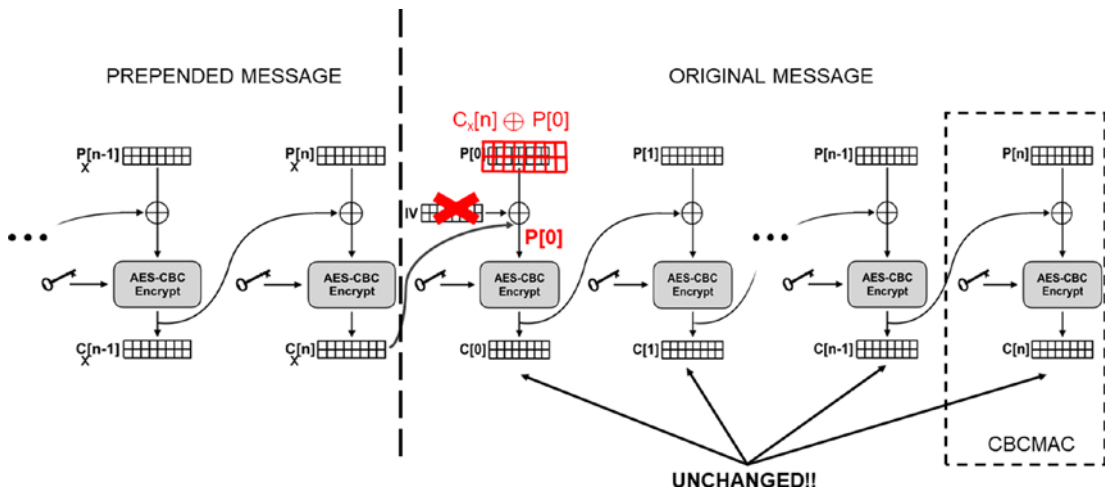 PREPENDED MESSAGE
ORIGINAL MESSAGE
Cx[n] ⊕ P[0]
P[n-1]
X
P[n]
X
P[0]
P[1]
P[n-1]
P[n]
IV
P[0]
AES-CBC
Encrypt
AES-CBC
Encrypt
AES-CBC
Encrypt
AES-CBC
Encrypt
AES-CBC
Encrypt
AES-CBC
Encrypt
C[n-1]
X
C[n]
X
C[0]
C[1]
C[n-1]
C[n]
CBCMAC
UNCHANGED!!